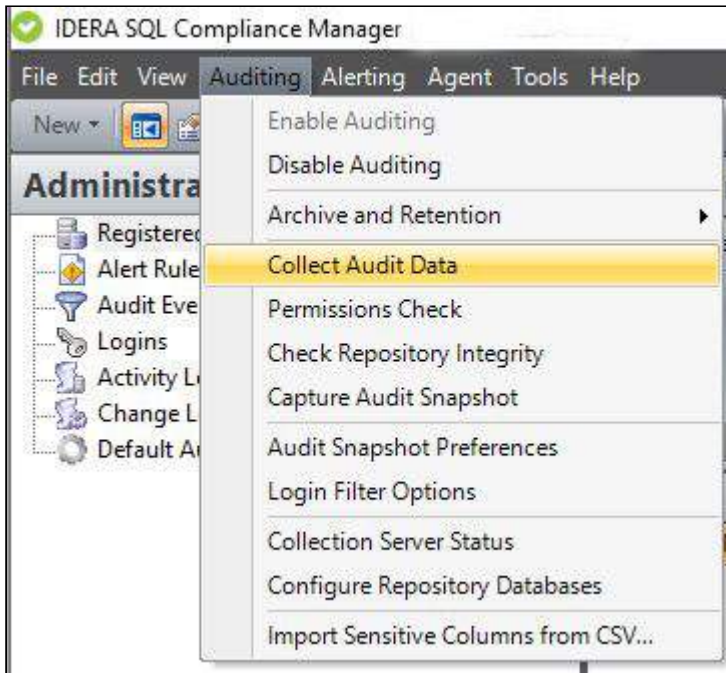 IDERA SQL Compliance Manager
File Edit View Auditing Alerting Agent Tools Help
New
Administra
Registered
Alert Rule
Audit Eve
Logins
Activity L
Change L
Default A
Enable Auditing
Disable Auditing
Archive and Retention
Collect Audit Data
Permissions Check
Check Repository Integrity
Capture Audit Snapshot
Audit Snapshot Preferences
Login Filter Options
Collection Server Status
Configure Repository Databases
Import Sensitive Columns from CSV...